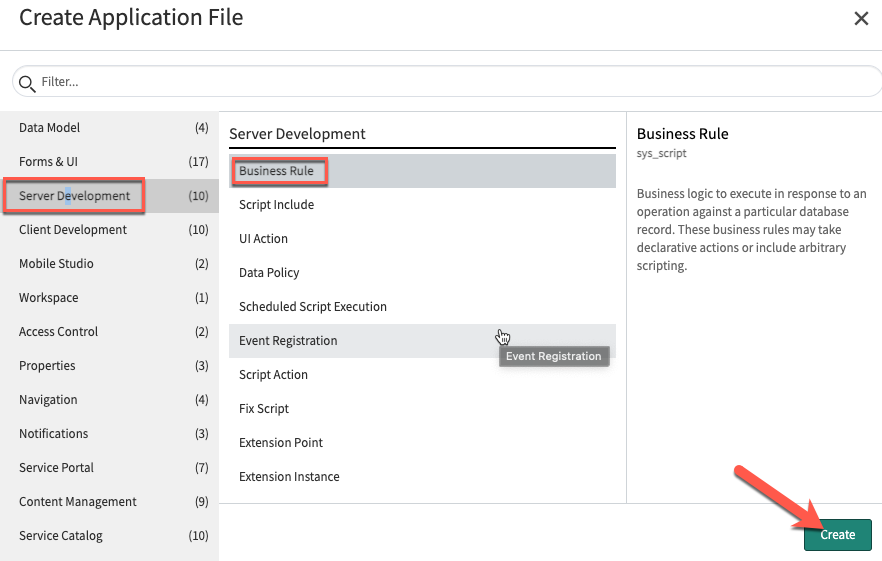 Create Application File
Filter...
Data Model (4)
Forms & UI (17)
Server Development (10)
Client Development (10)
Mobile Studio (2)
Workspace (1)
Access Control (2)
Properties (3)
Navigation (4)
Notifications (3)
Service Portal (7)
Content Management (9)
Service Catalog (10)
Server Development
Business Rule
Script Include
UI Action
Data Policy
Scheduled Script Execution
Event Registration
Event Registration
Script Action
Fix Script
Extension Point
Extension Instance
Business Rule
sys_script
Business logic to execute in response to an
operation against a particular database
record. These business rules may take
declarative actions or include arbitrary
scripting.
Create